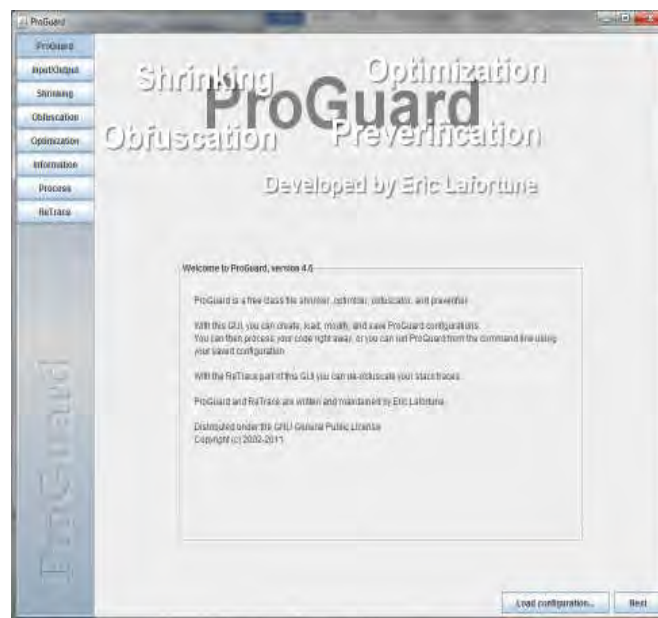 ProGuard
ProGuard
Input/Output
Shrinking
Obfuscation
Optimization
Information
Process
ReTrace
Shrinking
Optimization
ProGuard
Obfuscation
Preverification
Developed by Eric Lafortune
Welcome to ProGuard, version 4.6
ProGuard is a free class file shrinker, optimizer, obfuscator, and preverifier.
With this GUI, you can create, load, modify, and save ProGuard configurations.
You can then process your code right away, or you can run ProGuard from the command line using
your saved configuration.
With the ReTrace part of this GUI you can de-obfuscate your stack traces.
ProGuard and ReTrace are written and maintained by Eric Lafortune.
Distributed under the GNU General Public License.
Copyright (c) 2002-2011.
ProGuard
Load configuration...
Next